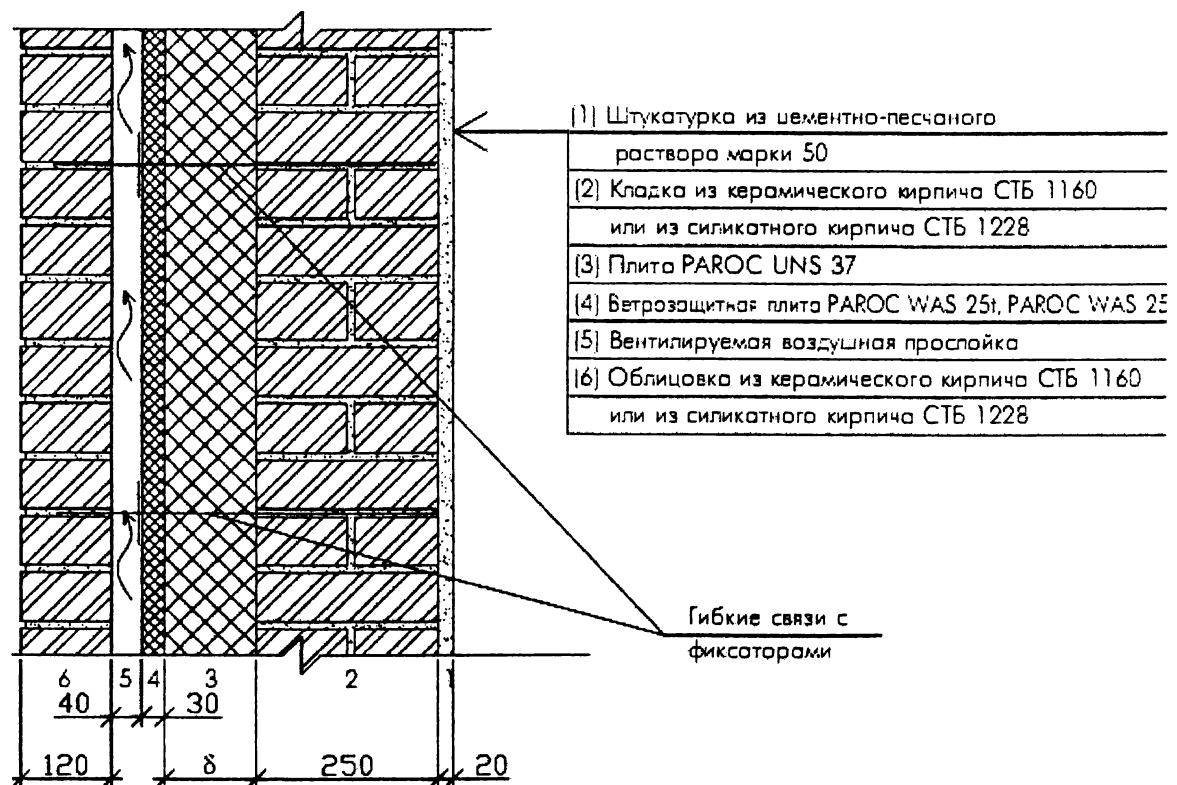 (1) Штукатурка из цементно-песчаного
раствора марки 50
(2) Кладка из керамического кирпича СТБ 1160
или из силикатного кирпича СТБ 1228
(3) Плита PAROC UNS 37
(4) Ветрозащитная плита PAROC WAS 25t, PAROC WAS 25
(5) Вентилируемая воздушная прослойка
(6) Облицовка из керамического кирпича СТБ 1160
или из силикатного кирпича СТБ 1228
Гибкие связи с
фиксаторами
6 5 4 3 2 1
40 30
120 δ 250 20